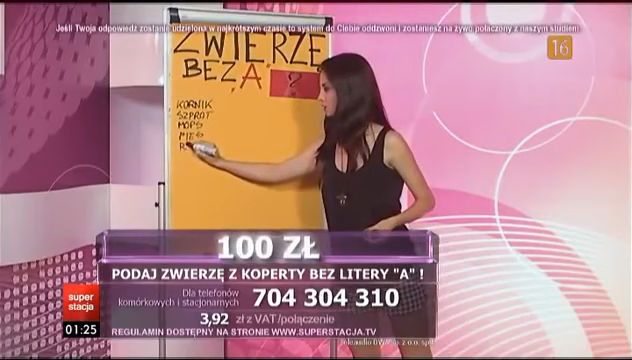 Jeśli Twoja odpowiedź zostanie udzielona w najkrótszym czasie to system do Ciebie oddzwoni i zostaniesz na żywo połączony z naszym studiem
16
ZWIERZĘ
BEZ "A"
?
KORNIK
SZPROT
MOPS
100 ZŁ
PODAJ ZWIERZĘ Z KOPERTY BEZ LITERY "A" !
Dla telefonów
komórkowych i stacjonarnych 704 304 310
3,92 zł z VAT/połączenie
REGULAMIN DOSTĘPNY NA STRONIE WWW.SUPERSTACJA.TV
super
stacja
01:25